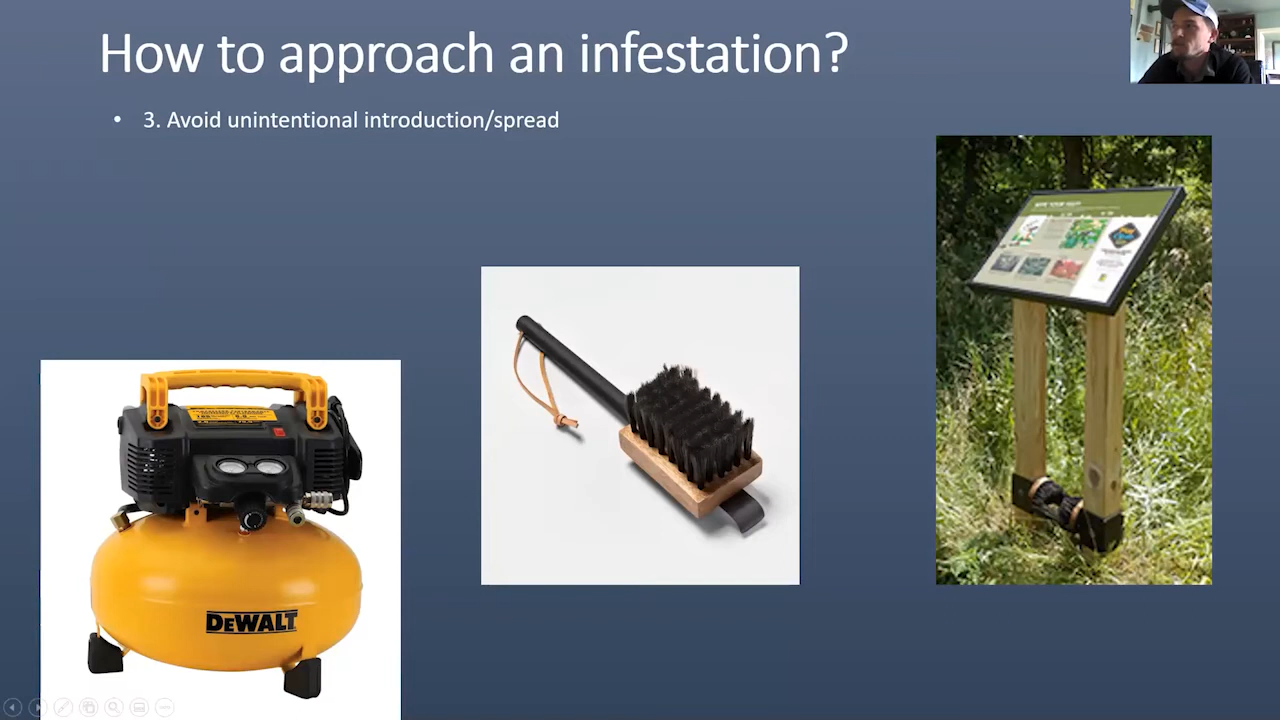 How to approach an infestation?
• 3. Avoid unintentional introduction/spread
DEWALT